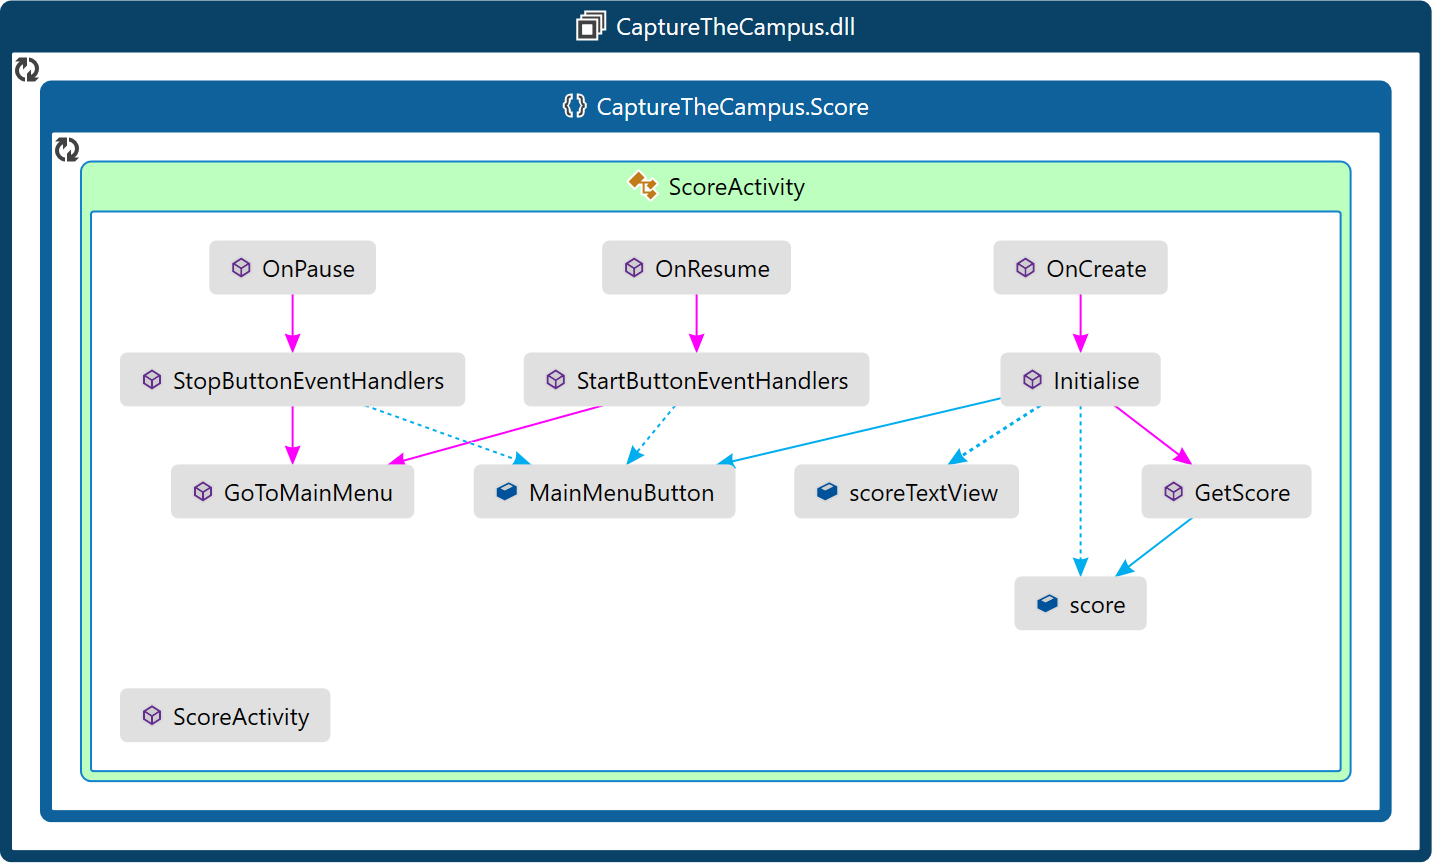 CaptureTheCampus.dll
CaptureTheCampus.Score
ScoreActivity
OnPause
OnResume
OnCreate
StopButtonEventHandlers
StartButtonEventHandlers
Initialise
GoToMainMenu
MainMenuButton
scoreTextView
GetScore
score
ScoreActivity